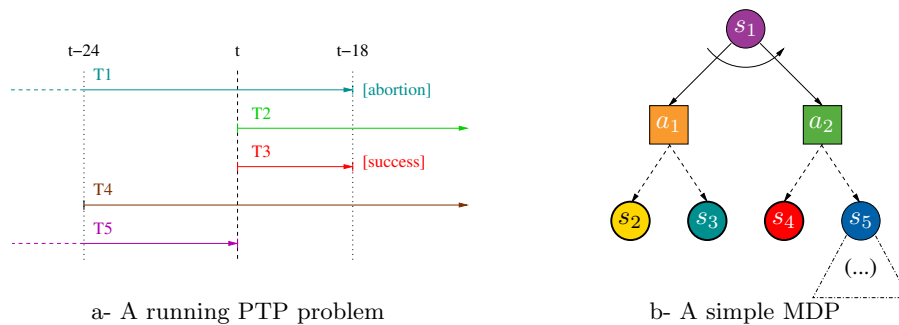 t−24 t t−18
T1 [abortion]
T2
T3 [success]
T4
T5
a- A running PTP problem
s1
a1 a2
s2 s3 s4 s5
(...)
b- A simple MDP